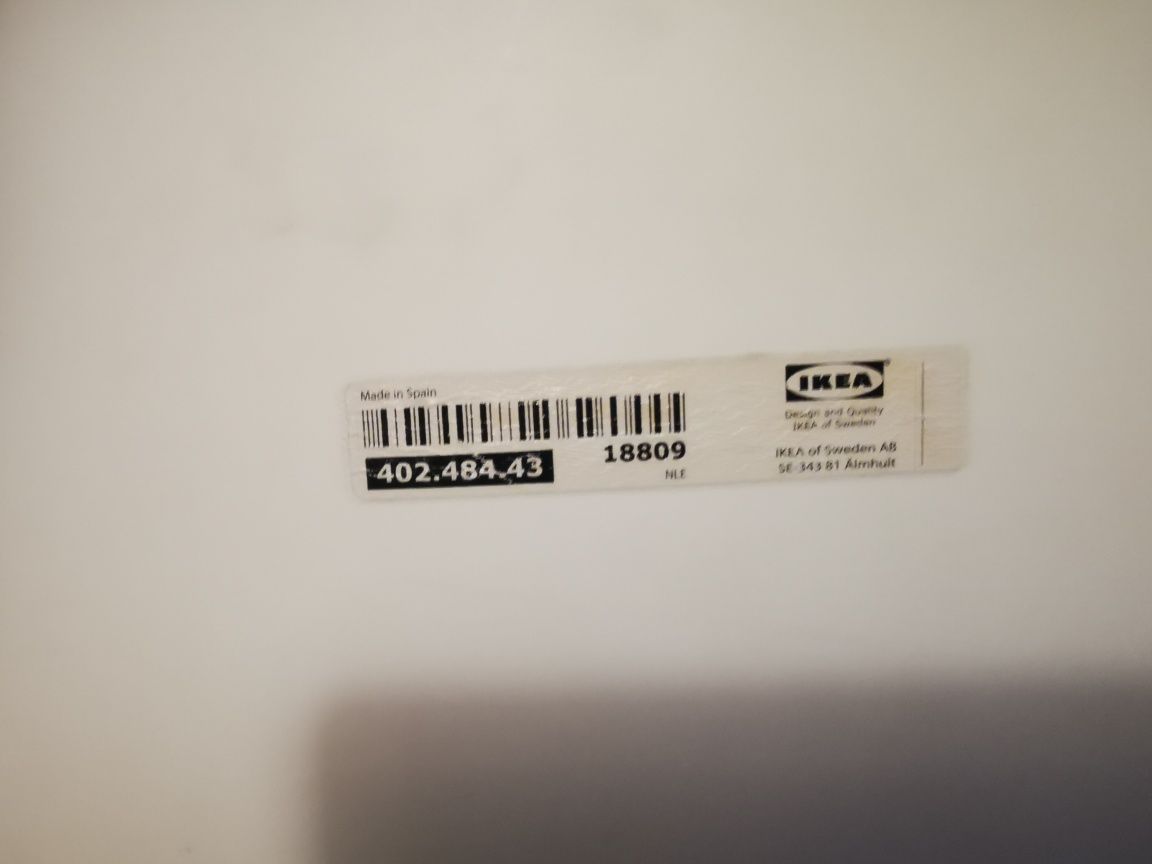 Made in Spain
402.484.43
18809
NLE
IKEA
Design and Quality
IKEA of Sweden
IKEA of Sweden AB
SE-343 81 Älmhult